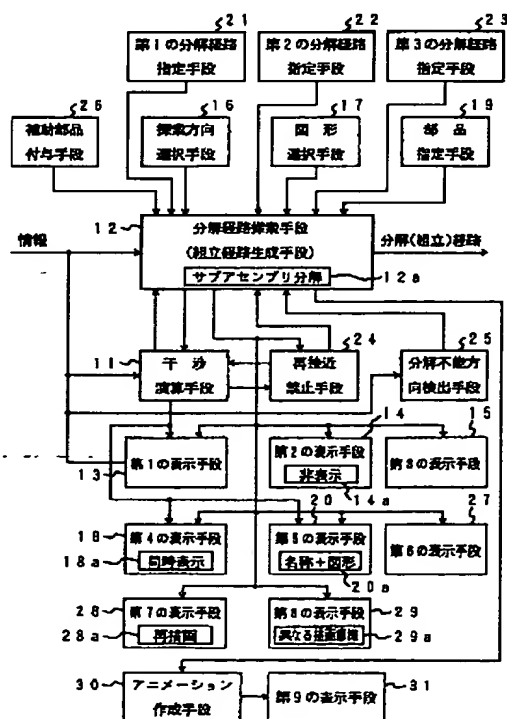 21
22
23
第1の分解経路
指定手段
第2の分解経路
指定手段
第3の分解経路
指定手段
26
16
17
19
補助部品
付与手段
探索方向
選択手段
図形
選択手段
部品
指定手段
12
情報
分解経路探索手段
(組立経路生成手段)
分解(組立)経路
サブアセンブリ分解
12a
24
25
11
干渉
演算手段
再接近
禁止手段
分解不能方
向検出手段
14
15
第1の表示手段
13
第2の表示手段
非表示
14a
第3の表示手段
20
27
18
第4の表示手段
同時表示
18a
第5の表示手段
名称+図形
20a
第6の表示手段
28
第7の表示手段
再描画
28a
第8の表示手段
29
異なる描画
29a
30
アニメーション
作成手段
第9の表示手段
31